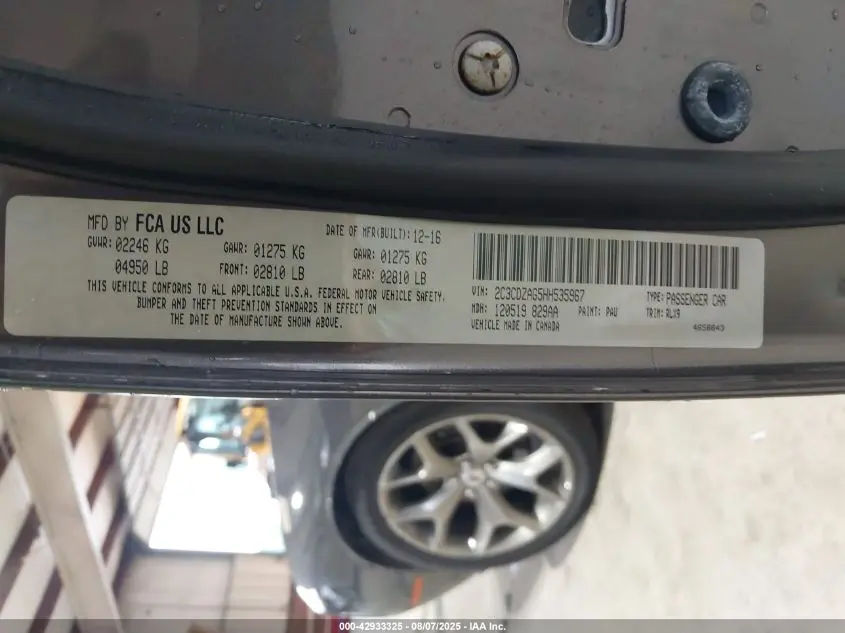 MFD BY FCA US LLC
DATE OF MFR(BUILT): 12-16
GVWR: 02246 KG GAWR: 01275 KG GAWR: 01275 KG
04950 LB FRONT: 02810 LB REAR: 02810 LB
THIS VEHICLE CONFORMS TO ALL APPLICABLE U.S.A. FEDERAL MOTOR VEHICLE SAFETY,
BUMPER AND THEFT PREVENTION STANDARDS IN EFFECT ON
THE DATE OF MANUFACTURE SHOWN ABOVE.
VIN: 2C3CDZAG5HH535967 TYPE: PASSENGER CAR
MDH: 120519 829AA PAINT: PAU TRIM: RLX9
VEHICLE MADE IN CANADA 4658643
000-42933325 - 08/07/2025 - IAA Inc.